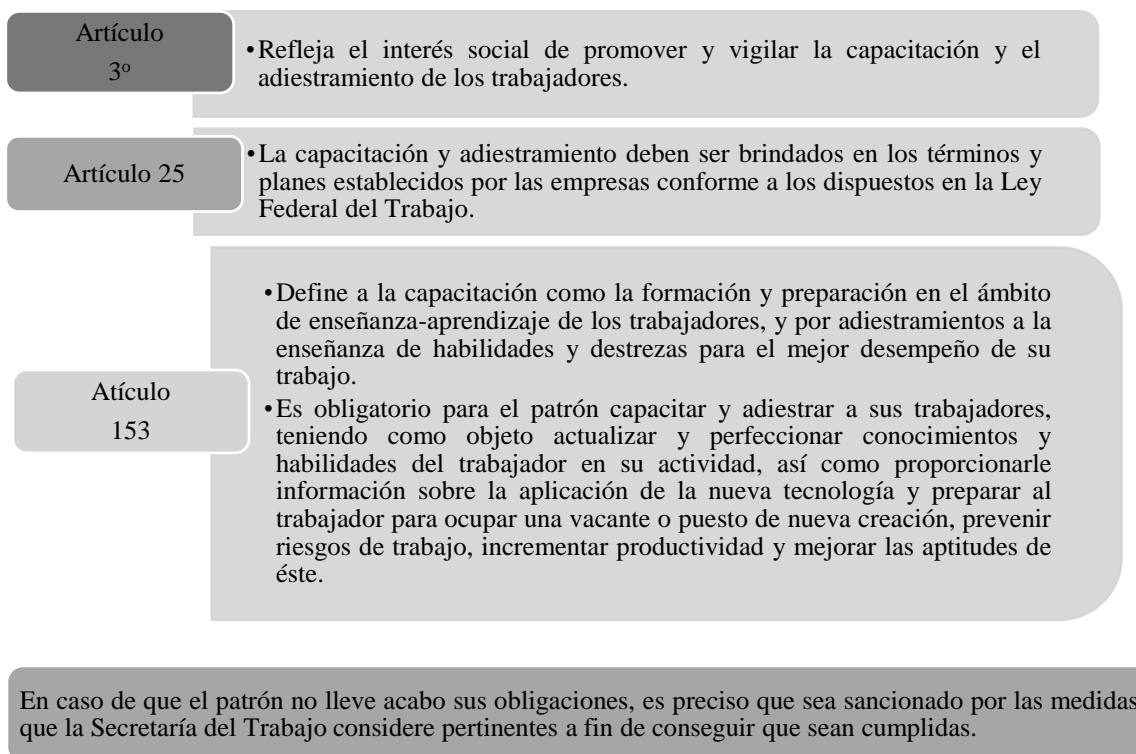 Artículo
3º
•Refleja el interés social de promover y vigilar la capacitación y el
adiestramiento de los trabajadores.
Artículo 25
•La capacitación y adiestramiento deben ser brindados en los términos y
planes establecidos por las empresas conforme a los dispuestos en la Ley
Federal del Trabajo.
Atículo
153
•Define a la capacitación como la formación y preparación en el ámbito
de enseñanza-aprendizaje de los trabajadores, y por adiestramientos a la
enseñanza de habilidades y destrezas para el mejor desempeño de su
trabajo.
•Es obligatorio para el patrón capacitar y adiestrar a sus trabajadores,
teniendo como objeto actualizar y perfeccionar conocimientos y
habilidades del trabajador en su actividad, así como proporcionarle
información sobre la aplicación de la nueva tecnología y preparar al
trabajador para ocupar una vacante o puesto de nueva creación, prevenir
riesgos de trabajo, incrementar productividad y mejorar las aptitudes de
éste.
En caso de que el patrón no lleve acabo sus obligaciones, es preciso que sea sancionado por las medidas
que la Secretaría del Trabajo considere pertinentes a fin de conseguir que sean cumplidas.